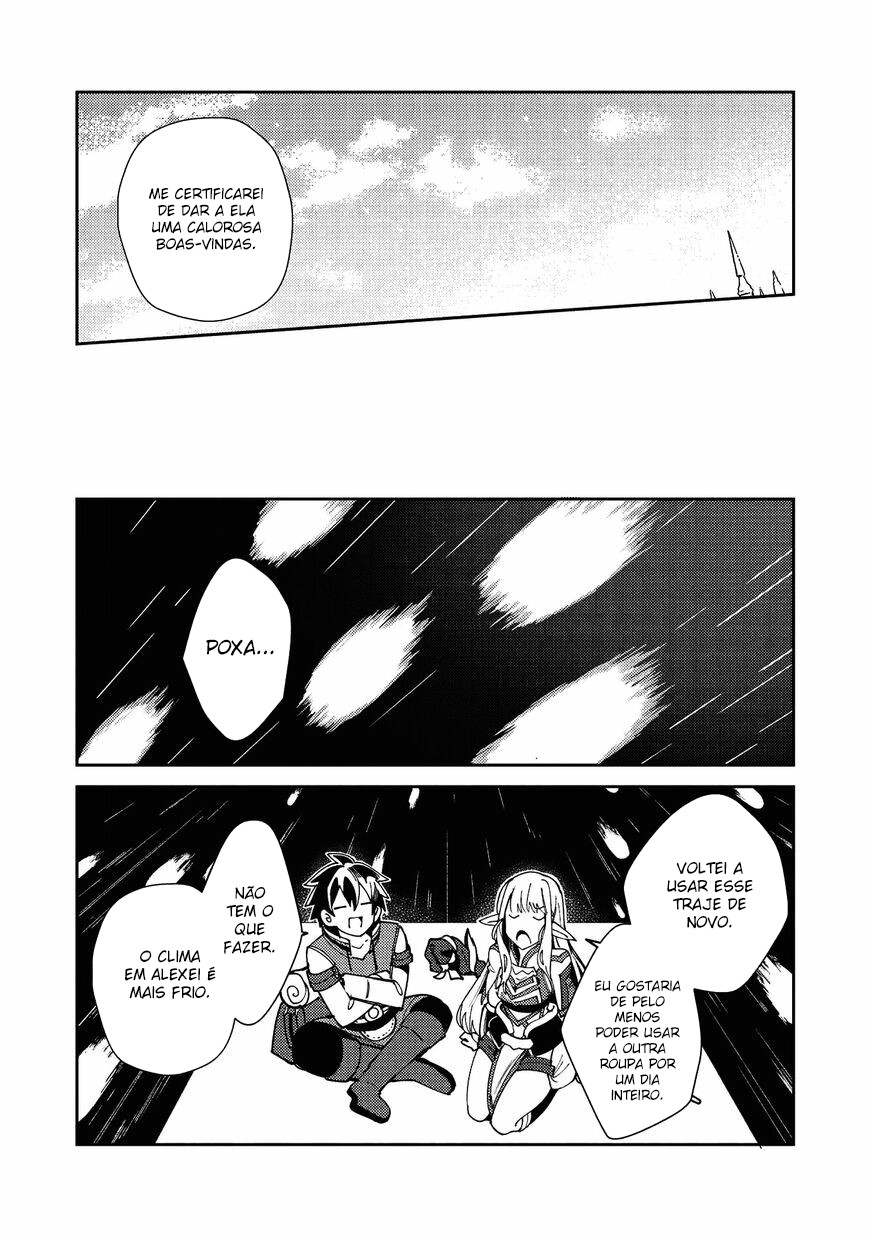 ME CERTIFICAREI
DE DAR A ELA
UMA CALOROSA
BOAS-VINDAS.
POXA...
VOLTEI A
USAR ESSE
TRAJE DE
NOVO.
EU GOSTARIA
DE PELO
MENOS
PODER USAR
A OUTRA
ROUPA POR
UM DIA
INTEIRO.
NÃO
TEM O
QUE
FAZER.
O CLIMA
EM ALEXEI É
MAIS FRIO.